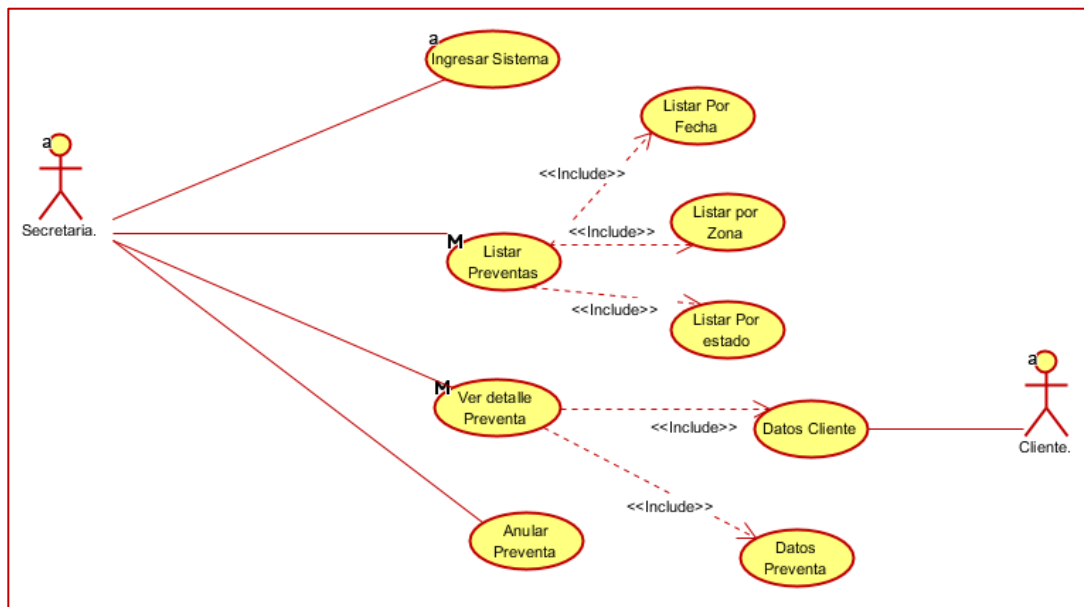 a
Ingresar Sistema
Listar Por
Fecha
<<Include>>
a
Secretaria.
Listar por
Zona
<<Include>>
M
Listar
Preventas
<<Include>>
Listar Por
estado
a
Cliente.
M
Ver detalle
Preventa
<<Include>>
Datos Cliente
<<Include>>
Anular
Preventa
Datos
Preventa